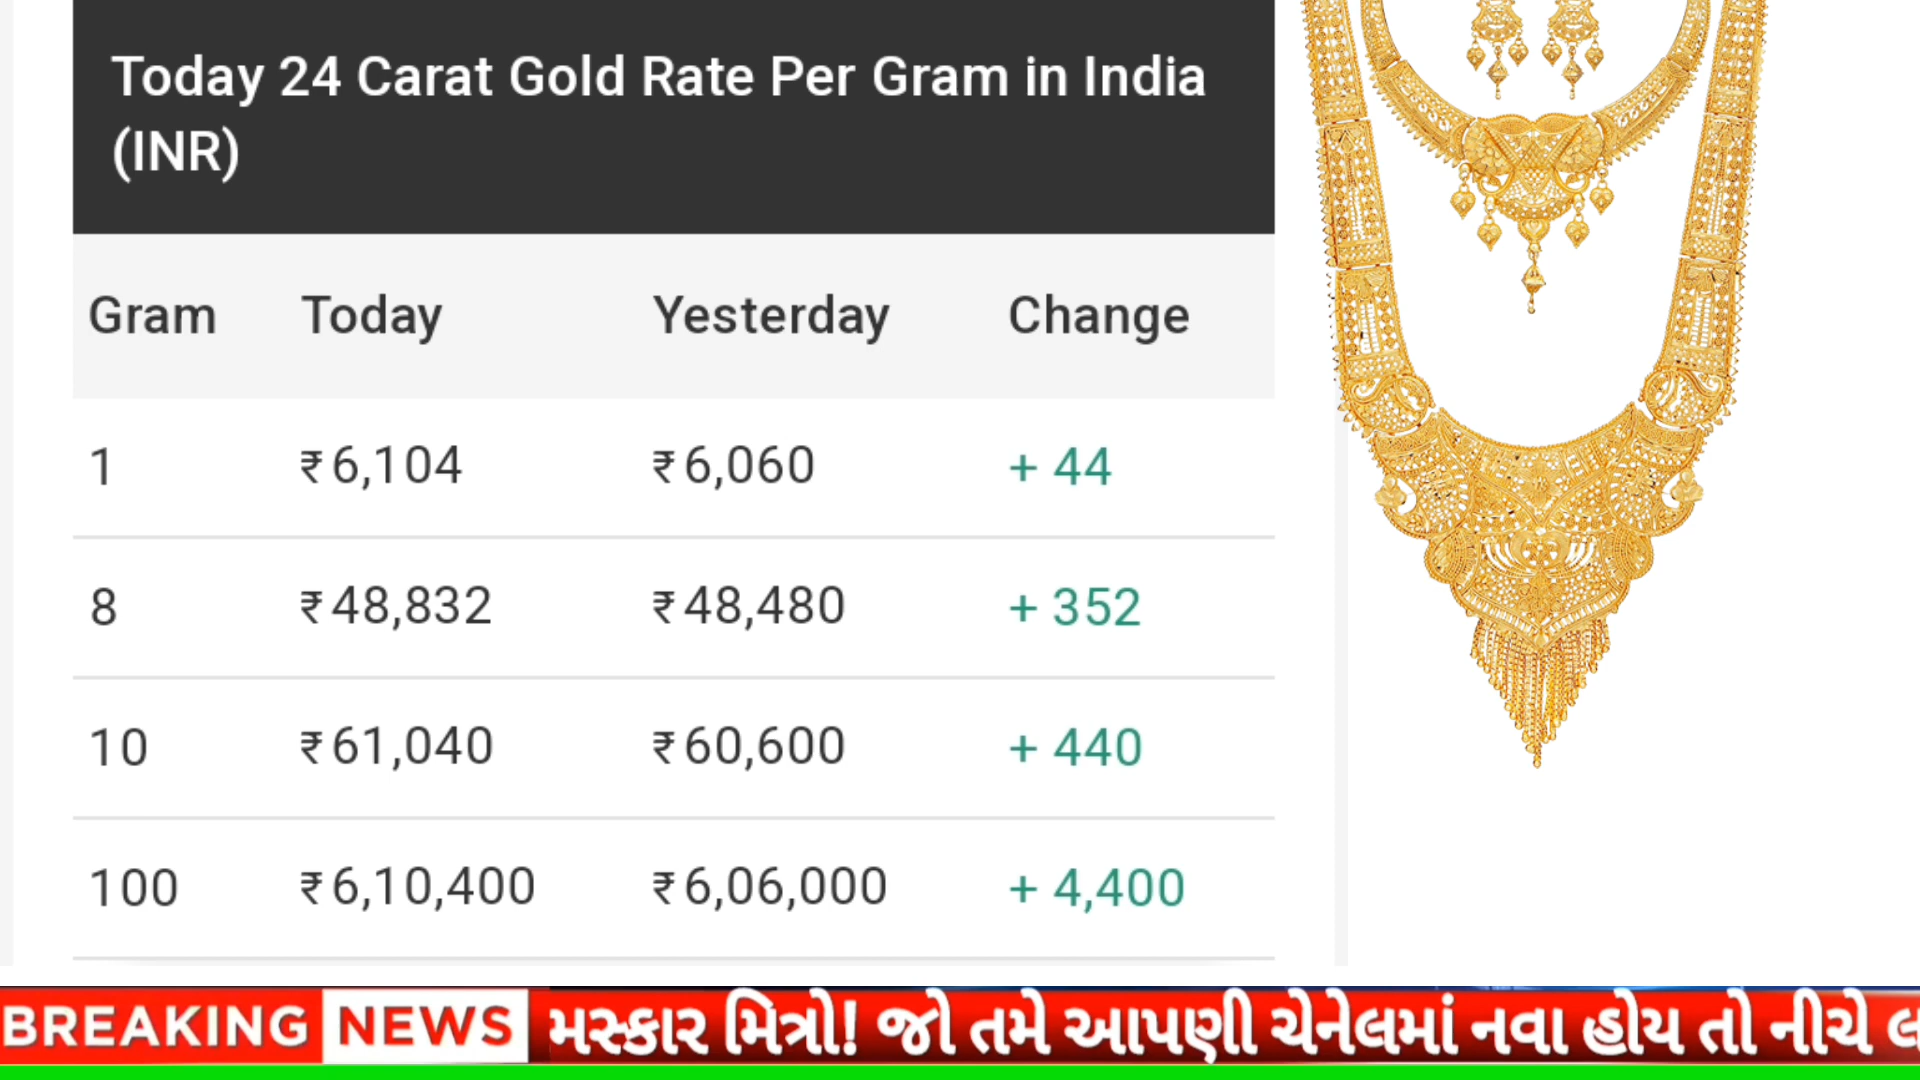 Today 24 Carat Gold Rate Per Gram in India
(INR)
Gram Today Yesterday Change
1 ₹6,104 ₹6,060 + 44
8 ₹48,832 ₹48,480 + 352
10 ₹61,040 ₹60,600 + 440
100 ₹6,10,400 ₹6,06,000 + 4,400
BREAKING NEWS મસ્કાર મિત્રો! જો તમે આપણી ચેનેલમાં નવા હોય તો નીચે